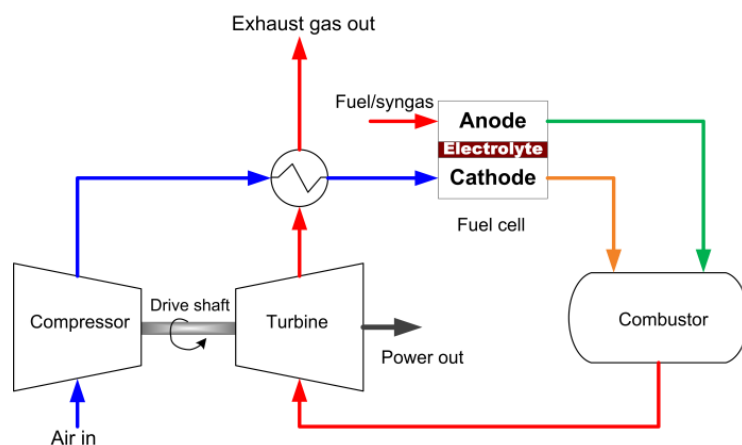 Exhaust gas out
Fuel/syngas
Anode
Electrolyte
Cathode
Fuel cell
Drive shaft
Compressor
Turbine
Combustor
Power out
Air in